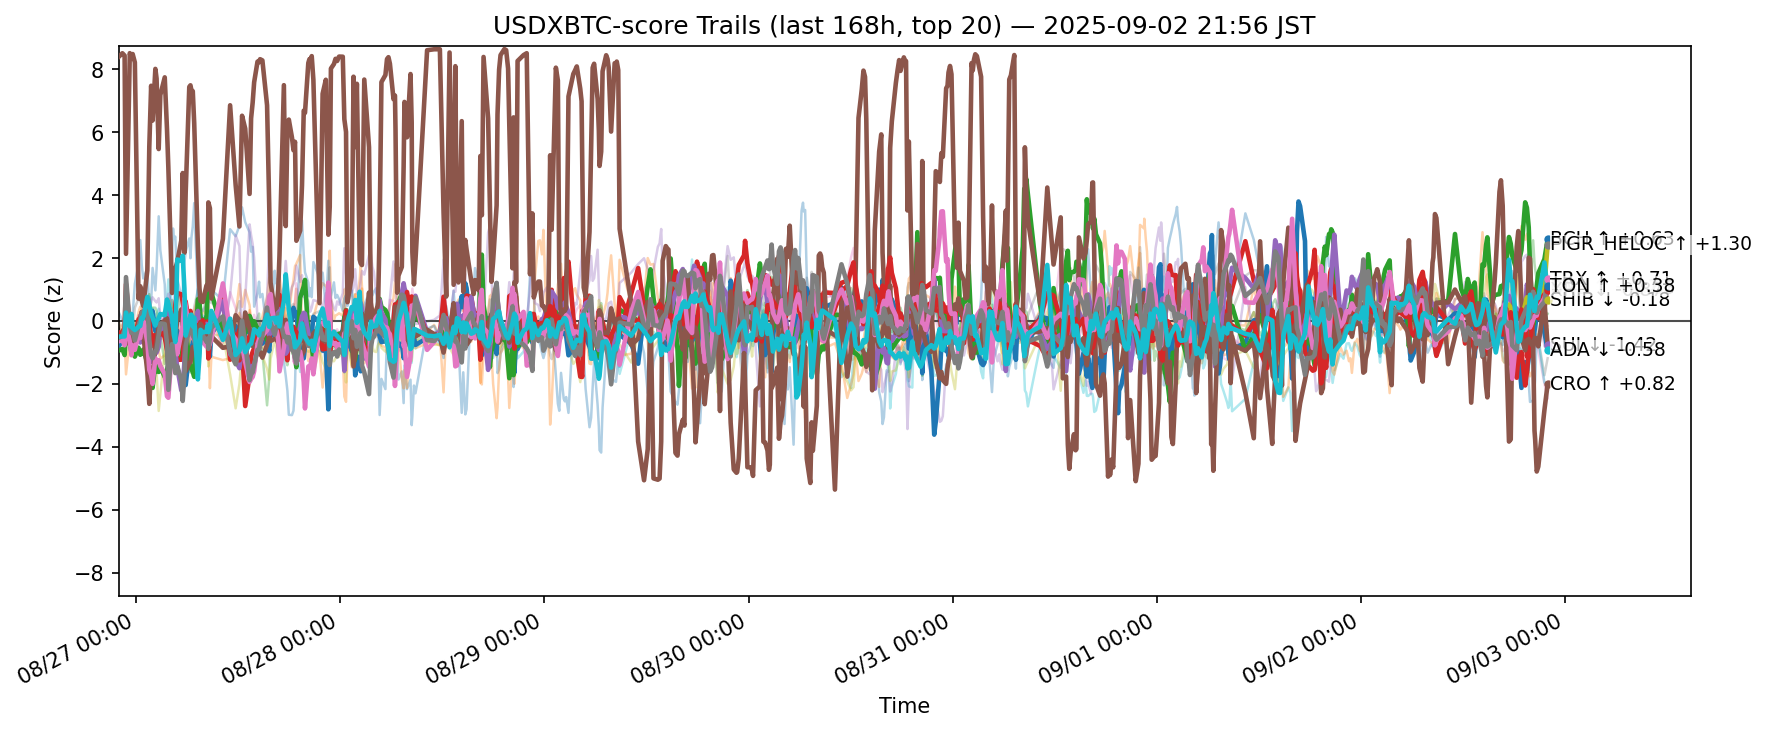 USDXBTC-score Trails (last 168h, top 20) — 2025-09-02 21:56 JST
Score (z)
8
6
4
2
0
−2
−4
−6
−8
FIGR_HELOC ↑ +1.30
TRX ↑ +0.71
TON ↑ +0.38
SHIB ↓ -0.18
ADA ↓ -0.58
CRO ↑ +0.82
08/27 00:00
08/28 00:00
08/29 00:00
08/30 00:00
08/31 00:00
09/01 00:00
09/02 00:00
09/03 00:00
Time